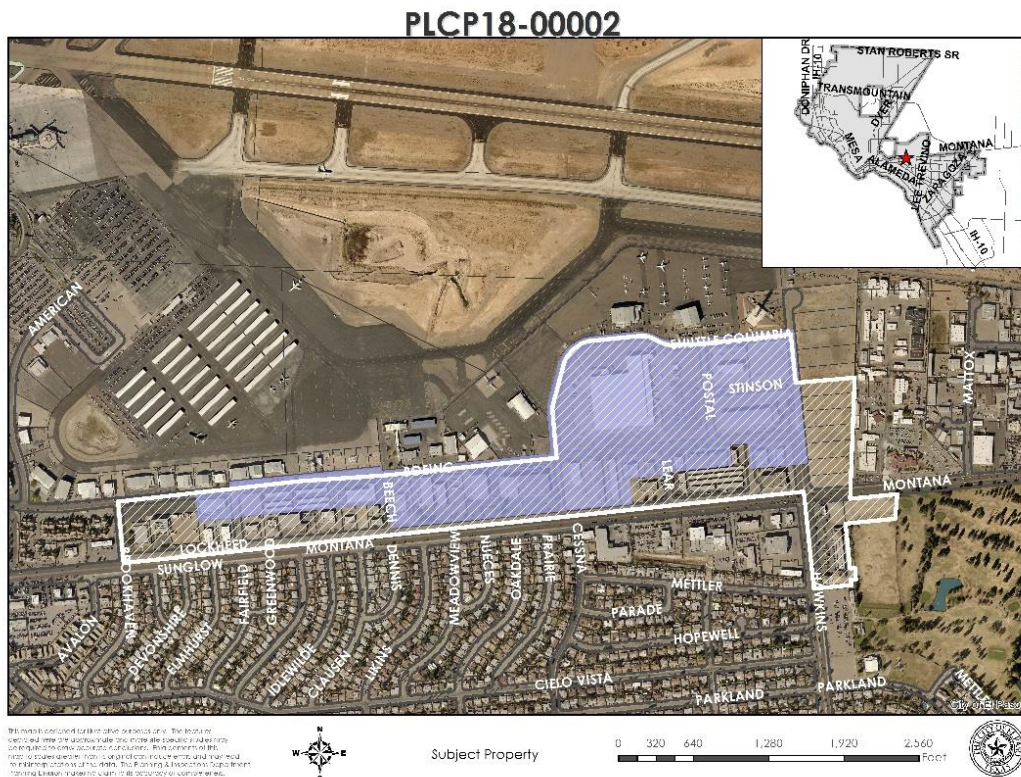 PLCP18-00002
STAN ROBERTS SR
DONIPHAN DR
IH-10
TRANSMOUNTAIN
DYER
MESA
MONTANA
ALAMEDA
LEE TREVINO
ZARAGOZA
IH-10
AMERICAN
SHUTTLE COLUMBIA
MATTOX
POSTAL
STINSON
BOEING
BEECH
LEAR
MONTANA
LOCKHEED
MONTANA
SUNGLOW
BROOKHAVEN
FAIRFIELD
GREENWOOD
DENNIS
MEADOWVIEW
NUECES
OAKDALE
PRAIRIE
CESSNA
METTLER
HAWKINS
AVALON
DEVONSHIRE
ELMHURST
IDLEWILDE
CLAUSEN
LIKINS
PARADE
HOPEWELL
CIELO VISTA
PARKLAND
PARKLAND
City of El Paso
N
W E
S
Subject Property
0 320 640 1,280 1,920 2,560
Feet